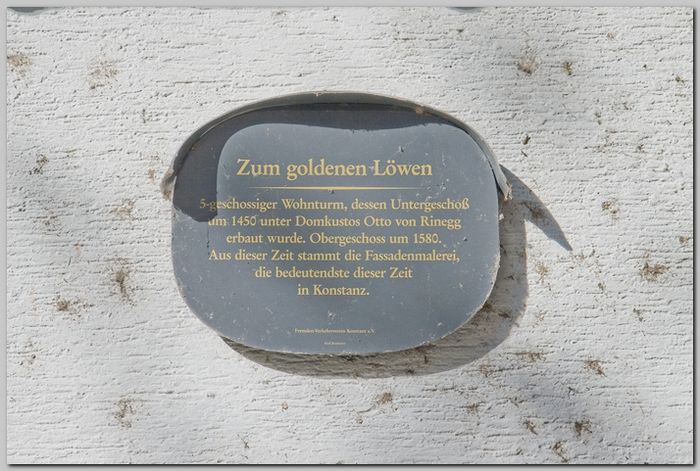 Zum goldenen Löwen
5-geschossiger Wohnturm, dessen Untergeschoß
um 1450 unter Domkustos Otto von Rinegg
erbaut wurde. Obergeschoss um 1580.
Aus dieser Zeit stammt die Fassadenmalerei,
die bedeutendste dieser Zeit
in Konstanz.
Fremden-Verkehrsverein Konstanz e.V.